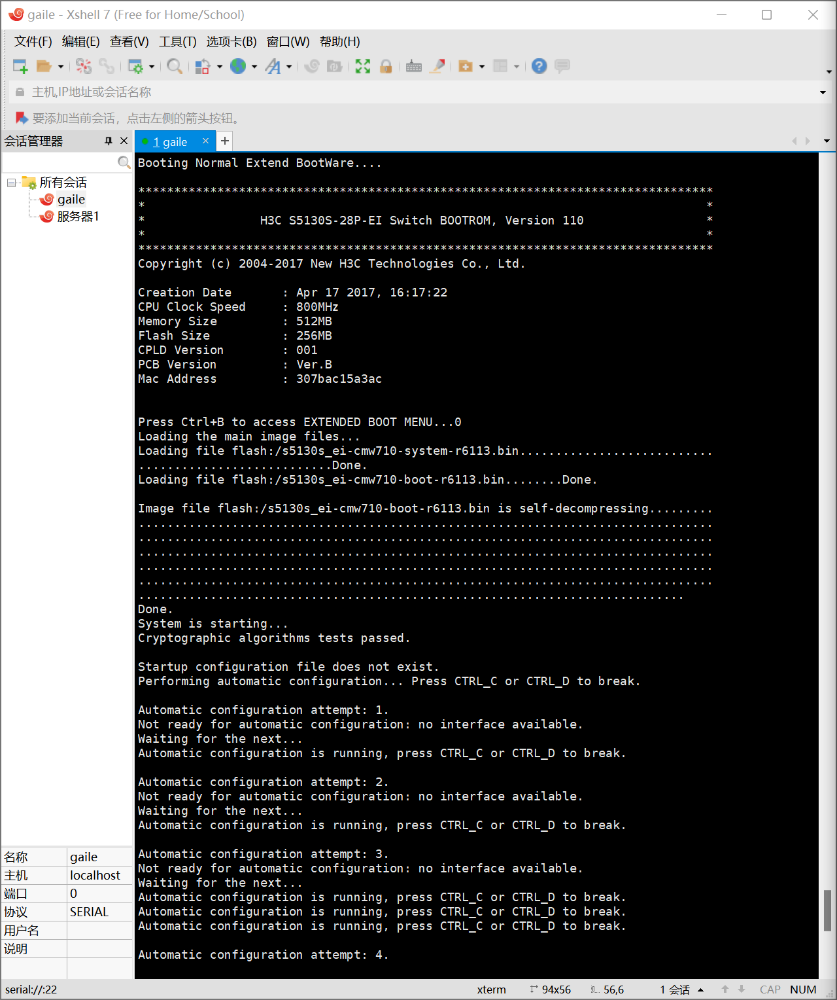 gaile - Xshell 7 (Free for Home/School)
文件(F) 编辑(E) 查看(V) 工具(T) 选项卡(B) 窗口(W) 帮助(H)
主机,IP地址或会话名称
要添加当前会话，点击左侧的箭头按钮。
会话管理器
1 gaile
所有会话
gaile
服务器1
Booting Normal Extend BootWare....
********************************************************************************
*                                                                              *
*                H3C S5130S-28P-EI Switch BOOTROM, Version 110                 *
*                                                                              *
********************************************************************************
Copyright (c) 2004-2017 New H3C Technologies Co., Ltd.
Creation Date       : Apr 17 2017, 16:17:22
CPU Clock Speed     : 800MHz
Memory Size         : 512MB
Flash Size          : 256MB
CPLD Version        : 001
PCB Version         : Ver.B
Mac Address         : 307bac15a3ac
Press Ctrl+B to access EXTENDED BOOT MENU...0
Loading the main image files...
Loading file flash:/s5130s_ei-cmw710-system-r6113.bin...........................
...........................Done.
Loading file flash:/s5130s_ei-cmw710-boot-r6113.bin........Done.
Image file flash:/s5130s_ei-cmw710-boot-r6113.bin is self-decompressing.........
................................................................................
................................................................................
................................................................................
................................................................................
................................................................................
............................................................................
Done.
System is starting...
Cryptographic algorithms tests passed.
Startup configuration file does not exist.
Performing automatic configuration... Press CTRL_C or CTRL_D to break.
Automatic configuration attempt: 1.
Not ready for automatic configuration: no interface available.
Waiting for the next...
Automatic configuration is running, press CTRL_C or CTRL_D to break.
Automatic configuration attempt: 2.
Not ready for automatic configuration: no interface available.
Waiting for the next...
Automatic configuration is running, press CTRL_C or CTRL_D to break.
Automatic configuration attempt: 3.
Not ready for automatic configuration: no interface available.
Waiting for the next...
Automatic configuration is running, press CTRL_C or CTRL_D to break.
Automatic configuration is running, press CTRL_C or CTRL_D to break.
Automatic configuration is running, press CTRL_C or CTRL_D to break.
Automatic configuration attempt: 4.
名称 gaile
主机 localhost
端口 0
协议 SERIAL
用户名
说明
serial://:22 xterm 94x56 56,6 1 会话 CAP NUM